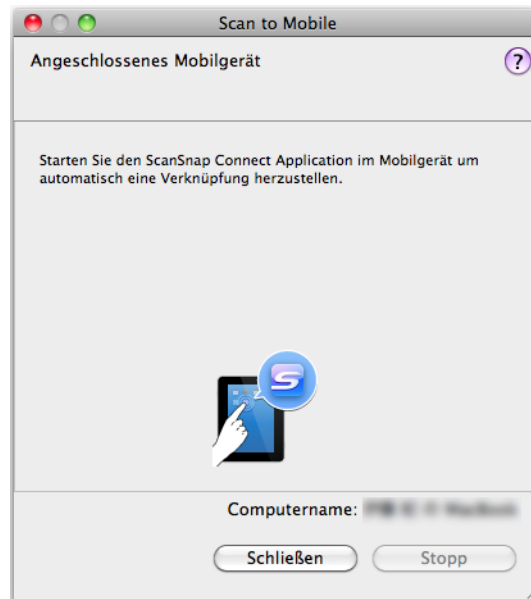 Scan to Mobile
Angeschlossenes Mobilgerät
?
Starten Sie den ScanSnap Connect Application im Mobilgerät um
automatisch eine Verknüpfung herzustellen.
S
Computername: MacBook
Schließen
Stopp